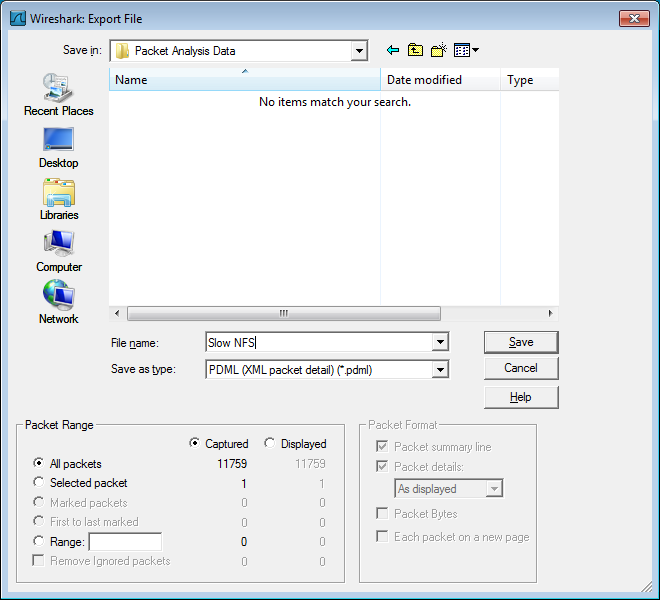 Wireshark: Export File
Save in: Packet Analysis Data
Name Date modified Type
No items match your search.
Recent Places
Desktop
Libraries
Computer
Network
File name: Slow NFS Save
Save as type: PDML (XML packet detail) (*.pdml) Cancel
Help
Packet Range
Captured Displayed
All packets 11759 11759
Selected packet 1 1
Marked packets 0 0
First to last marked 0 0
Range: 0 0
Remove Ignored packets 0 0
Packet Format
Packet summary line
Packet details:
As displayed
Packet Bytes
Each packet on a new page